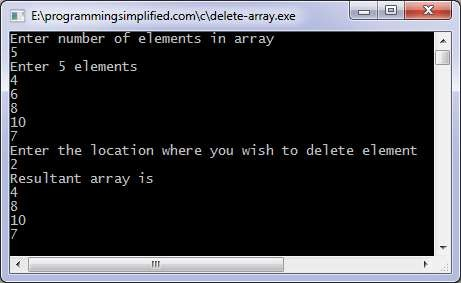 E:\programmingsimplified.com\c\delete-array.exe
Enter number of elements in array
5
Enter 5 elements
4
6
8
10
7
Enter the location where you wish to delete element
2
Resultant array is
4
8
10
7